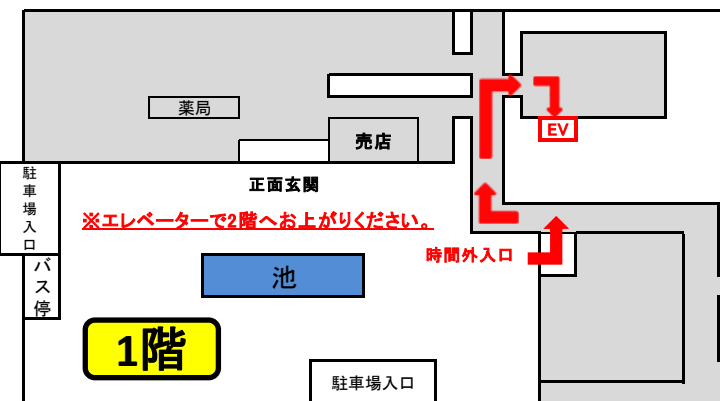 薬局
売店
EV
正面玄関
駐車場入口
※エレベーターで2階へお上がりください。
時間外入口
バス停
池
1階
駐車場入口